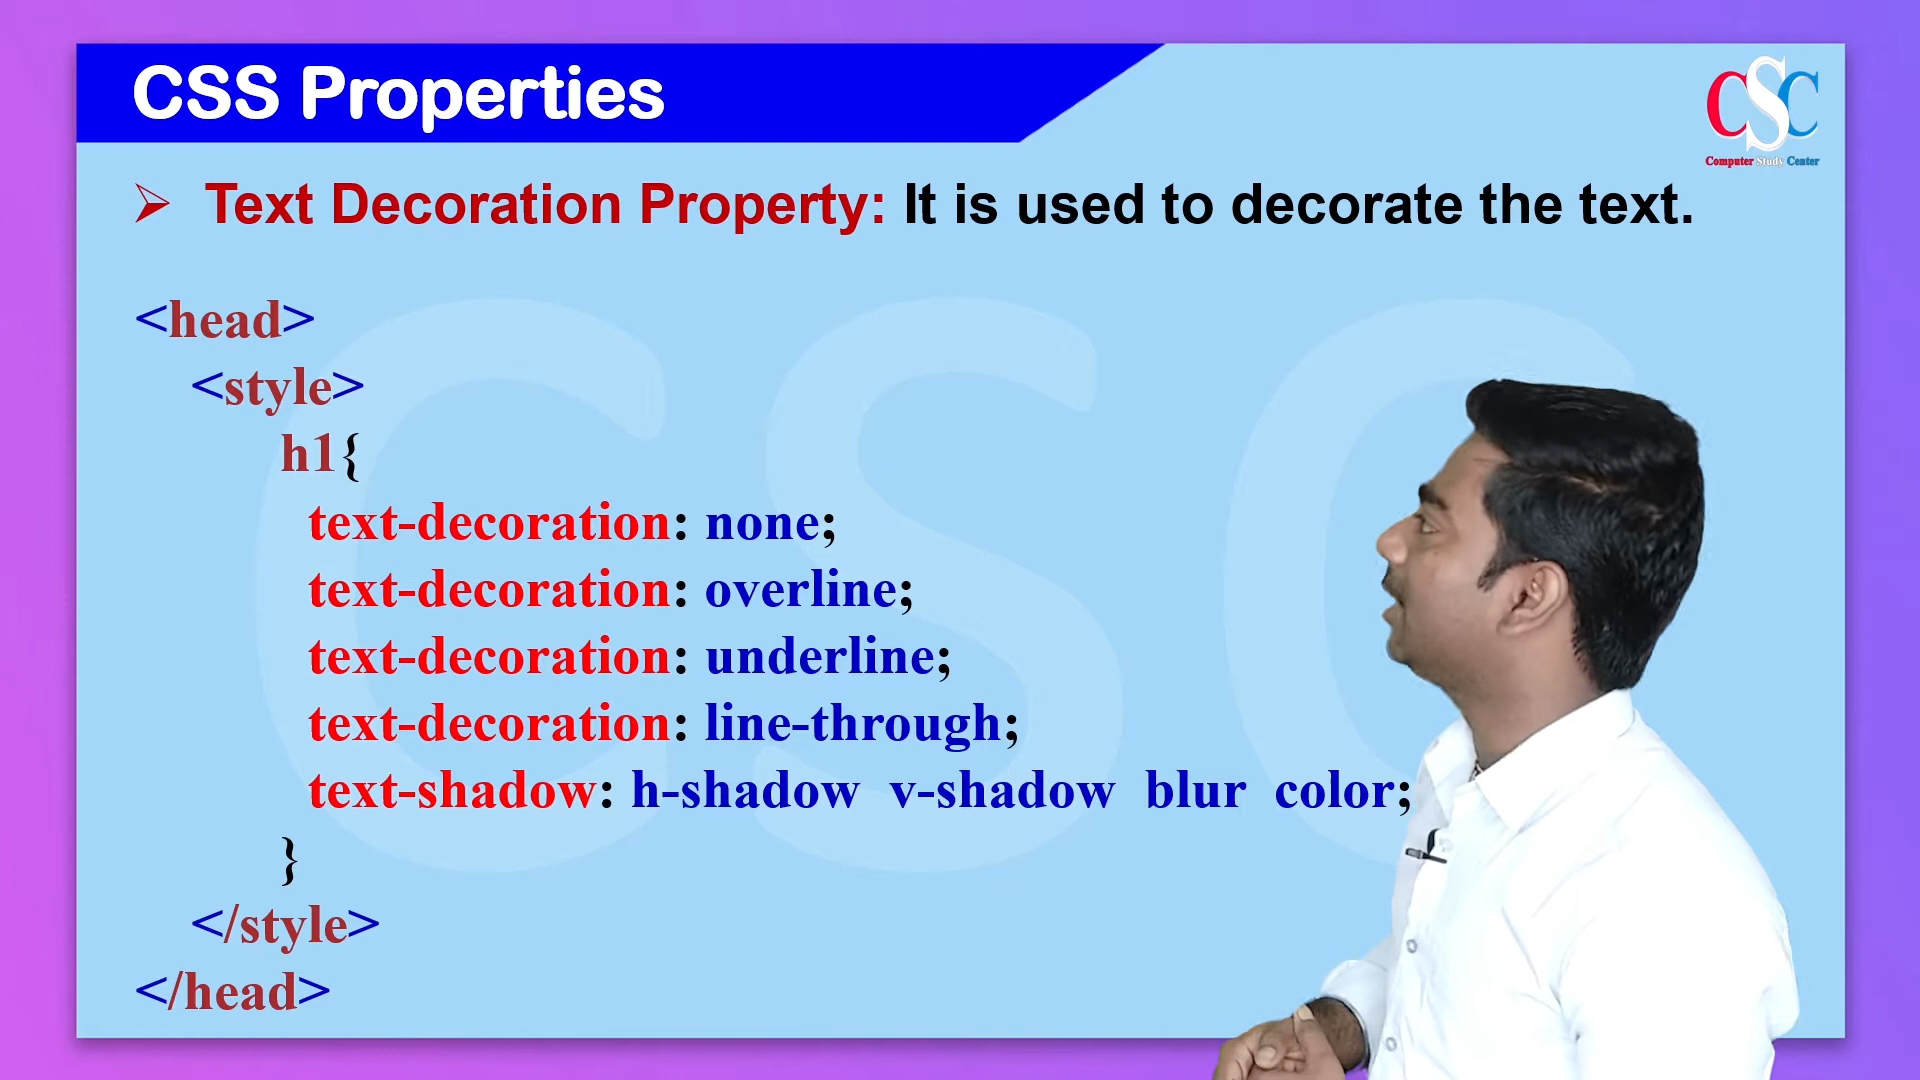 CSS Properties
CSC
Computer Study Center
➢ Text Decoration Property: It is used to decorate the text.
<head>
<style>
h1{
text-decoration: none;
text-decoration: overline;
text-decoration: underline;
text-decoration: line-through;
text-shadow: h-shadow v-shadow blur color;
}
</style>
</head>
CSC